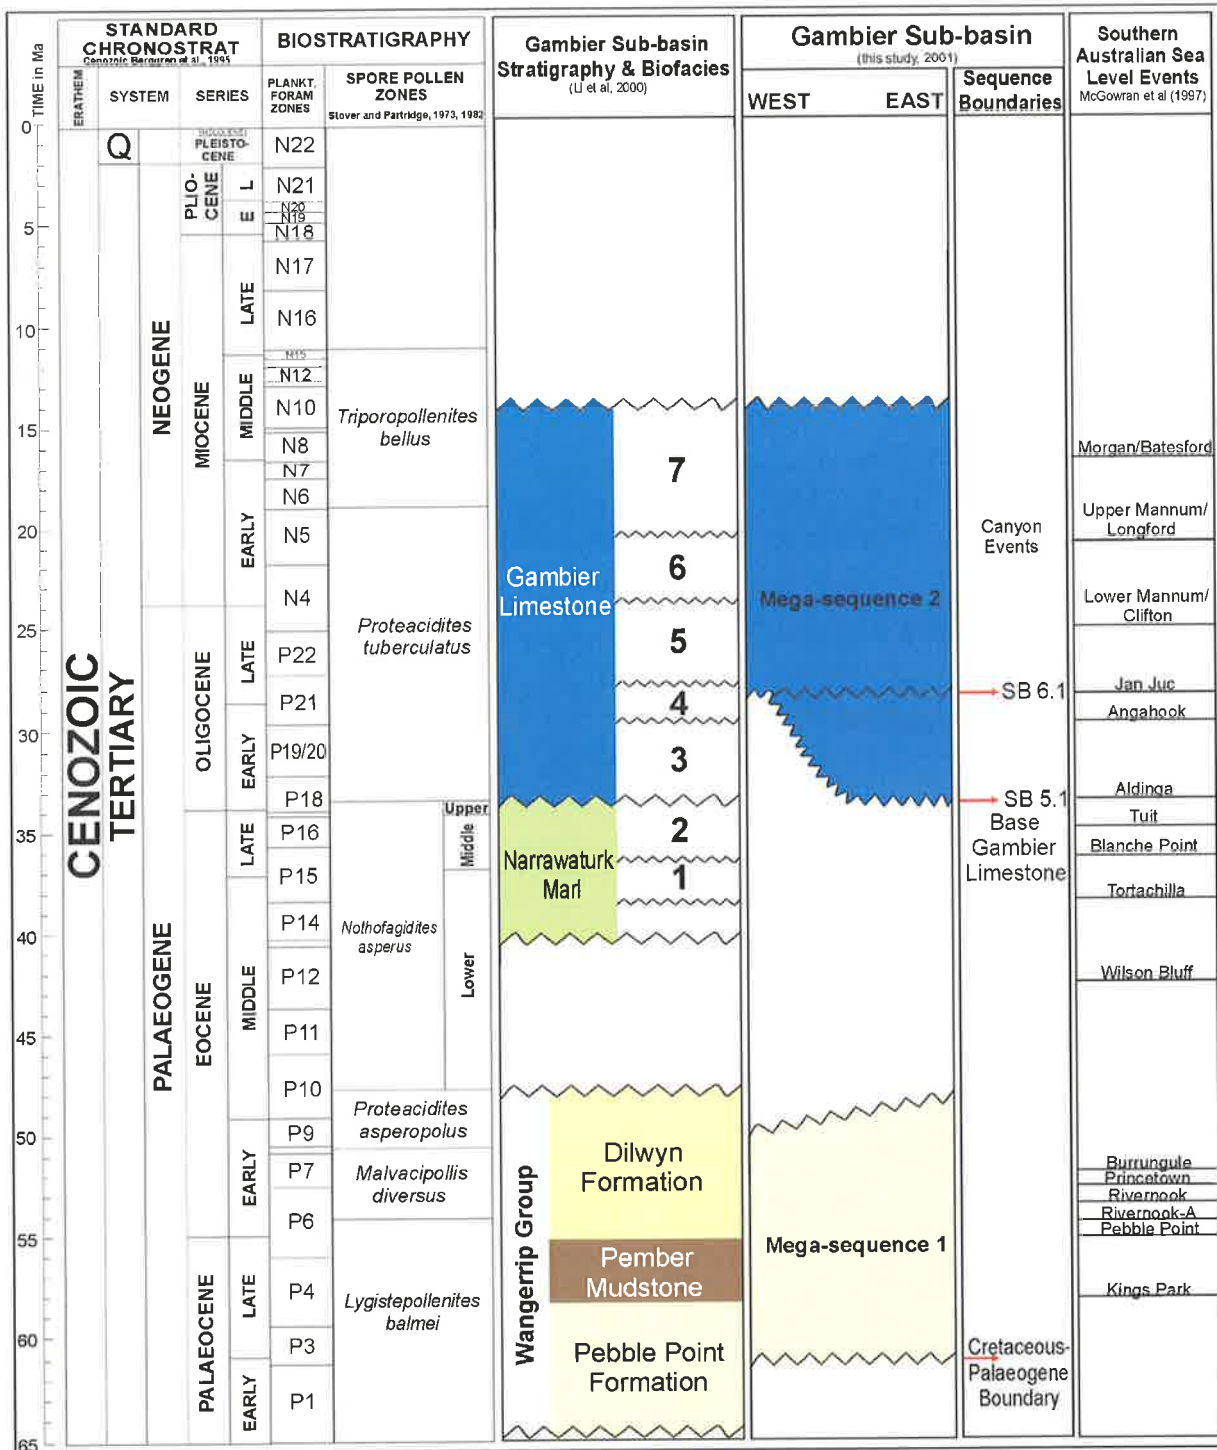 TIME in Ma
STANDARD
CHRONOSTRAT
Cenozoic Berggren et al., 1995
ERATHEM
SYSTEM
SERIES
BIOSTRATIGRAPHY
PLANKT.
FORAM
ZONES
SPORE POLLEN
ZONES
Stover and Partridge, 1973, 1982
Gambier Sub-basin
Stratigraphy & Biofacies
(Li et al, 2000)
Gambier Sub-basin
(this study, 2001)
WEST
EAST
Sequence
Boundaries
Southern
Australian Sea
Level Events
McGowran et al (1997)
0
5
10
15
20
25
30
35
40
45
50
55
60
65
CENOZOIC
Q
TERTIARY
NEOGENE
PALAEOGENE
PLEISTO-
CENE
PLIO-
CENE
L
E
MIOCENE
LATE
MIDDLE
EARLY
OLIGOCENE
LATE
EARLY
EOCENE
LATE
MIDDLE
EARLY
PALAEOCENE
LATE
EARLY
N22
N21
N20
N19
N18
N17
N16
N15
N12
N10
N8
N7
N6
N5
N4
P22
P21
P19/20
P18
P16
P15
P14
P12
P11
P10
P9
P7
P6
P4
P3
P1
Triporopollenites
bellus
Proteacidites
tuberculatus
Nothofagidites
asperus
Upper
Middle
Lower
Proteacidites
asperopolus
Malvacipollis
diversus
Lygistepollenites
balmei
Gambier
Limestone
Narrawaturk
Marl
7
6
5
4
3
2
1
Wangerrip Group
Dilwyn
Formation
Pember
Mudstone
Pebble Point
Formation
Mega-sequence 2
Mega-sequence 1
Canyon
Events
SB 6.1
SB 5.1
Base
Gambier
Limestone
Cretaceous-
Palaeogene
Boundary
Morgan/Batesford
Upper Mannum/
Longford
Lower Mannum/
Clifton
Jan Juc
Angahook
Aldinga
Tuit
Blanche Point
Tortachilla
Wilson Bluff
Burrungule
Princetown
Rivernook
Rivernook-A
Pebble Point
Kings Park